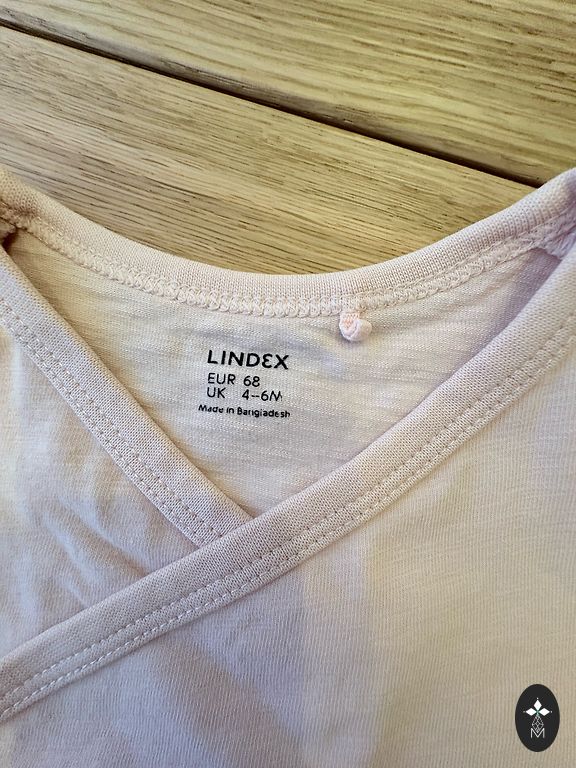 LINDEX
EUR 68
UK 4-6M
Made in Bangladesh